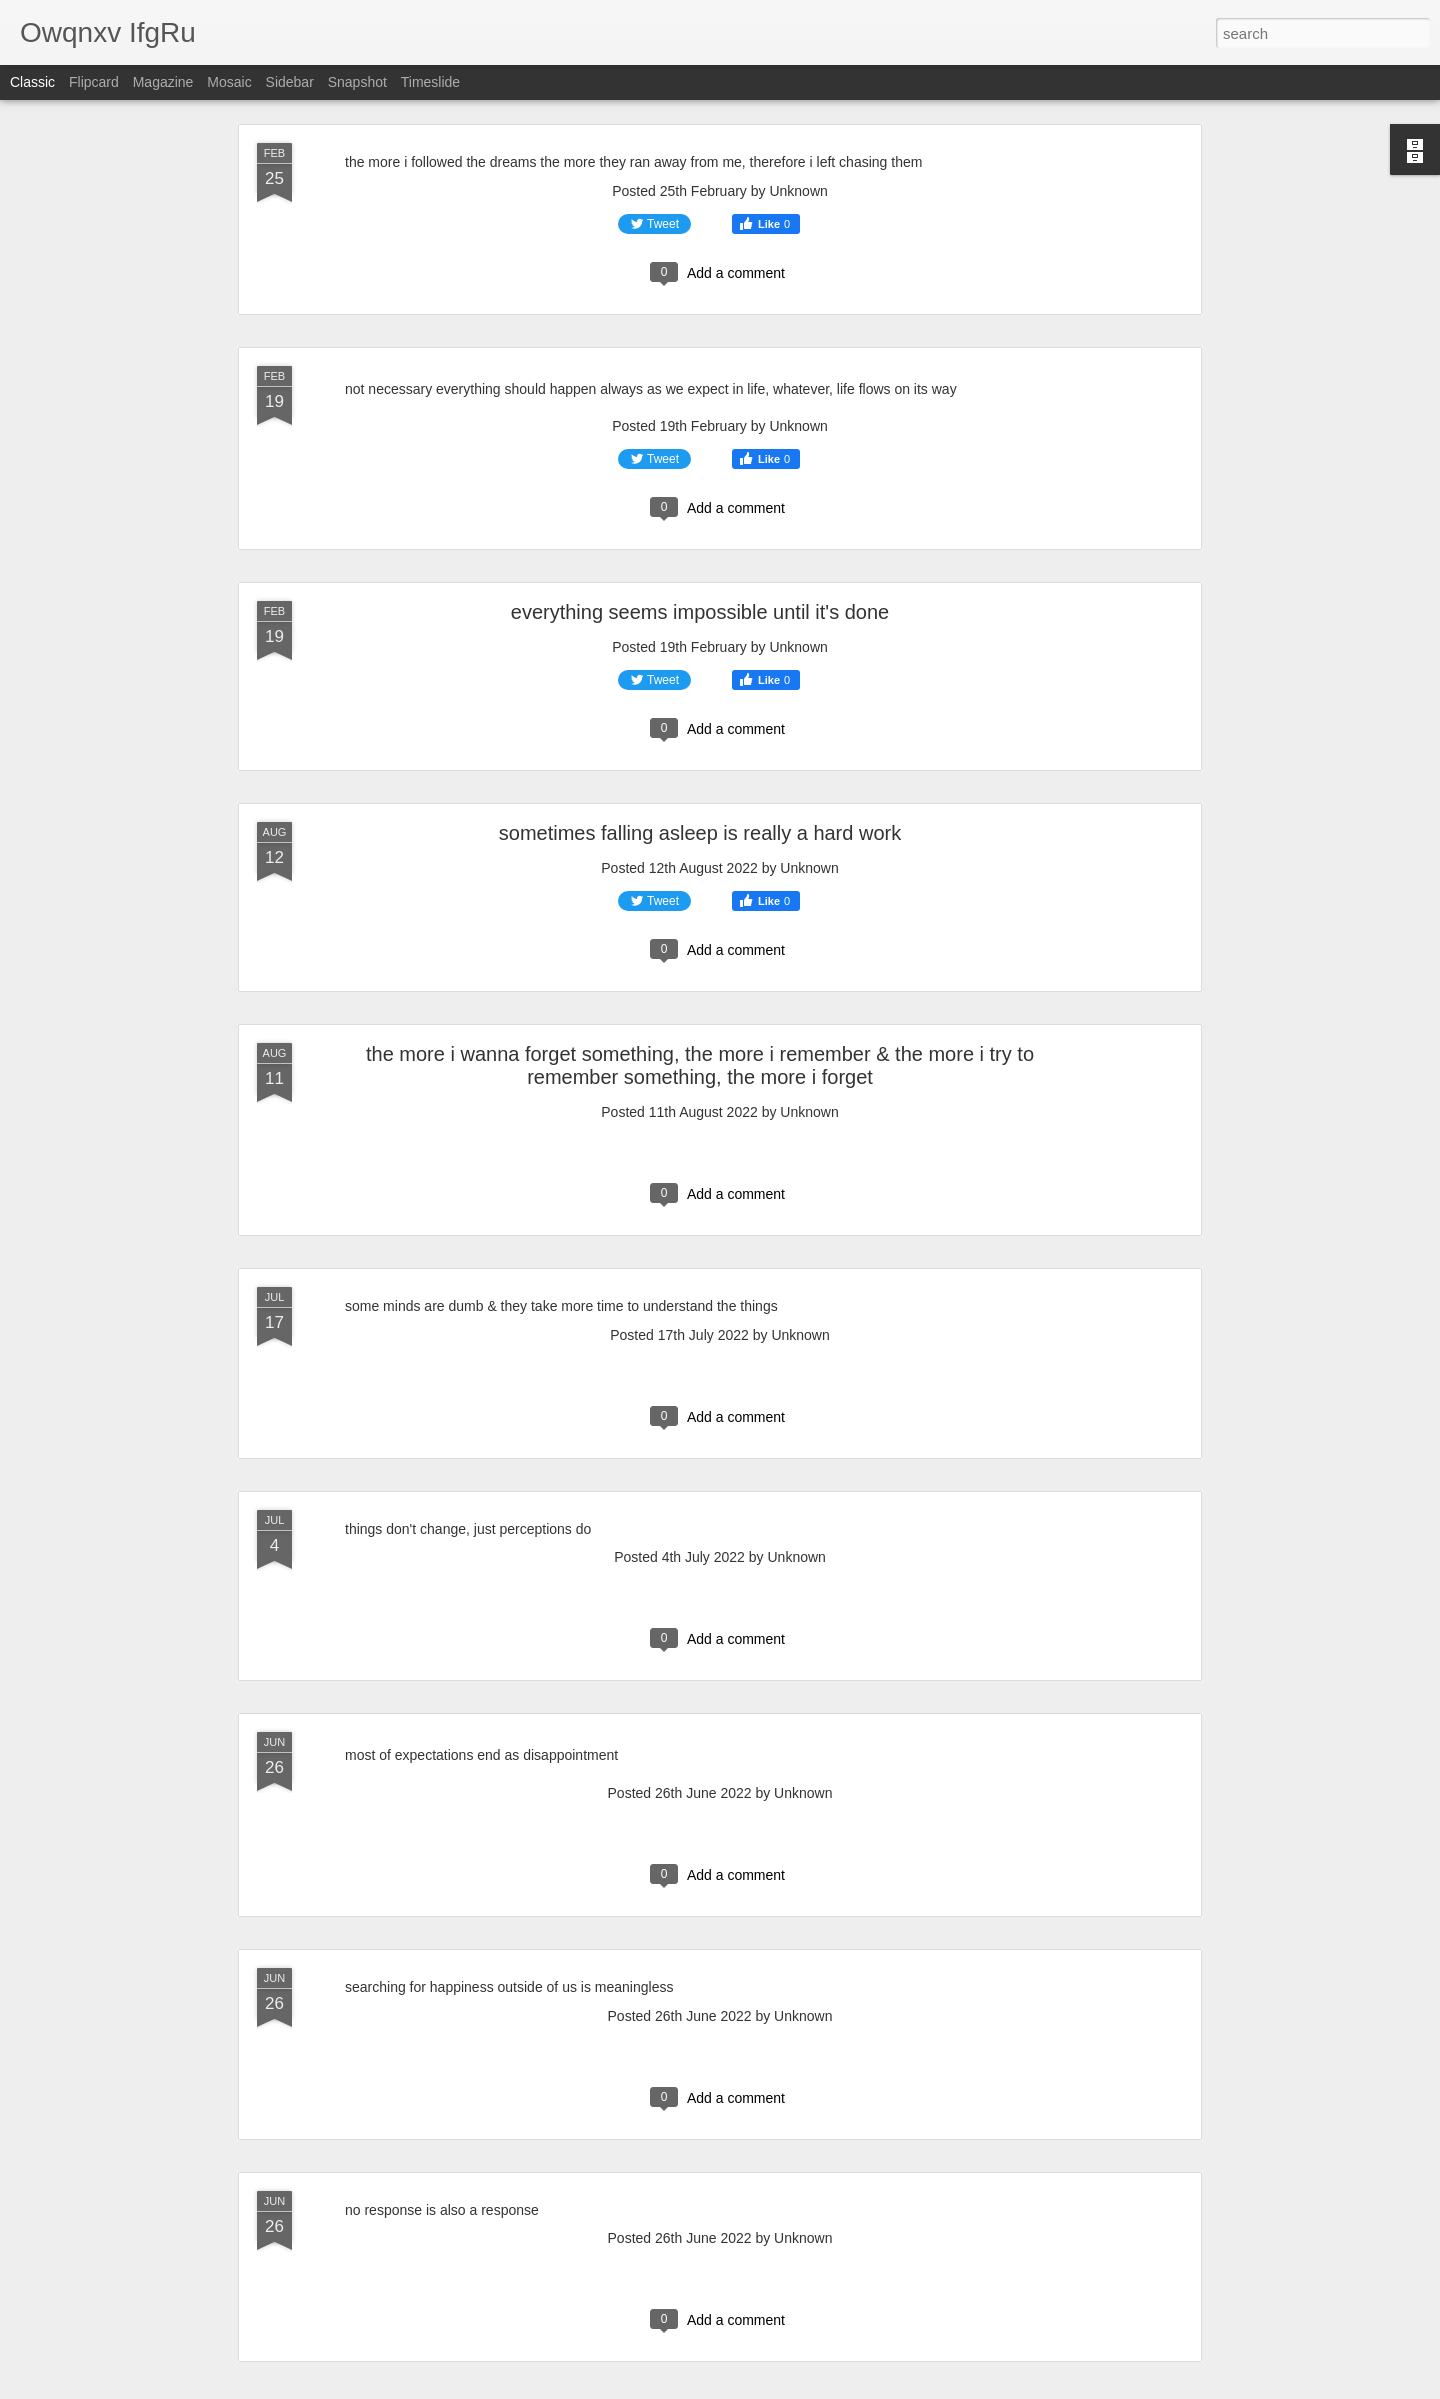 Owqnxv IfgRu
search
Classic Flipcard Magazine Mosaic Sidebar Snapshot Timeslide
FEB
25
the more i followed the dreams the more they ran away from me, therefore i left chasing them
Posted 25th February by Unknown
Tweet Like 0
0 Add a comment
FEB
19
not necessary everything should happen always as we expect in life, whatever, life flows on its way
Posted 19th February by Unknown
Tweet Like 0
0 Add a comment
FEB
19
everything seems impossible until it's done
Posted 19th February by Unknown
Tweet Like 0
0 Add a comment
AUG
12
sometimes falling asleep is really a hard work
Posted 12th August 2022 by Unknown
Tweet Like 0
0 Add a comment
AUG
11
the more i wanna forget something, the more i remember & the more i try to
remember something, the more i forget
Posted 11th August 2022 by Unknown
0 Add a comment
JUL
17
some minds are dumb & they take more time to understand the things
Posted 17th July 2022 by Unknown
0 Add a comment
JUL
4
things don't change, just perceptions do
Posted 4th July 2022 by Unknown
0 Add a comment
JUN
26
most of expectations end as disappointment
Posted 26th June 2022 by Unknown
0 Add a comment
JUN
26
searching for happiness outside of us is meaningless
Posted 26th June 2022 by Unknown
0 Add a comment
JUN
26
no response is also a response
Posted 26th June 2022 by Unknown
0 Add a comment